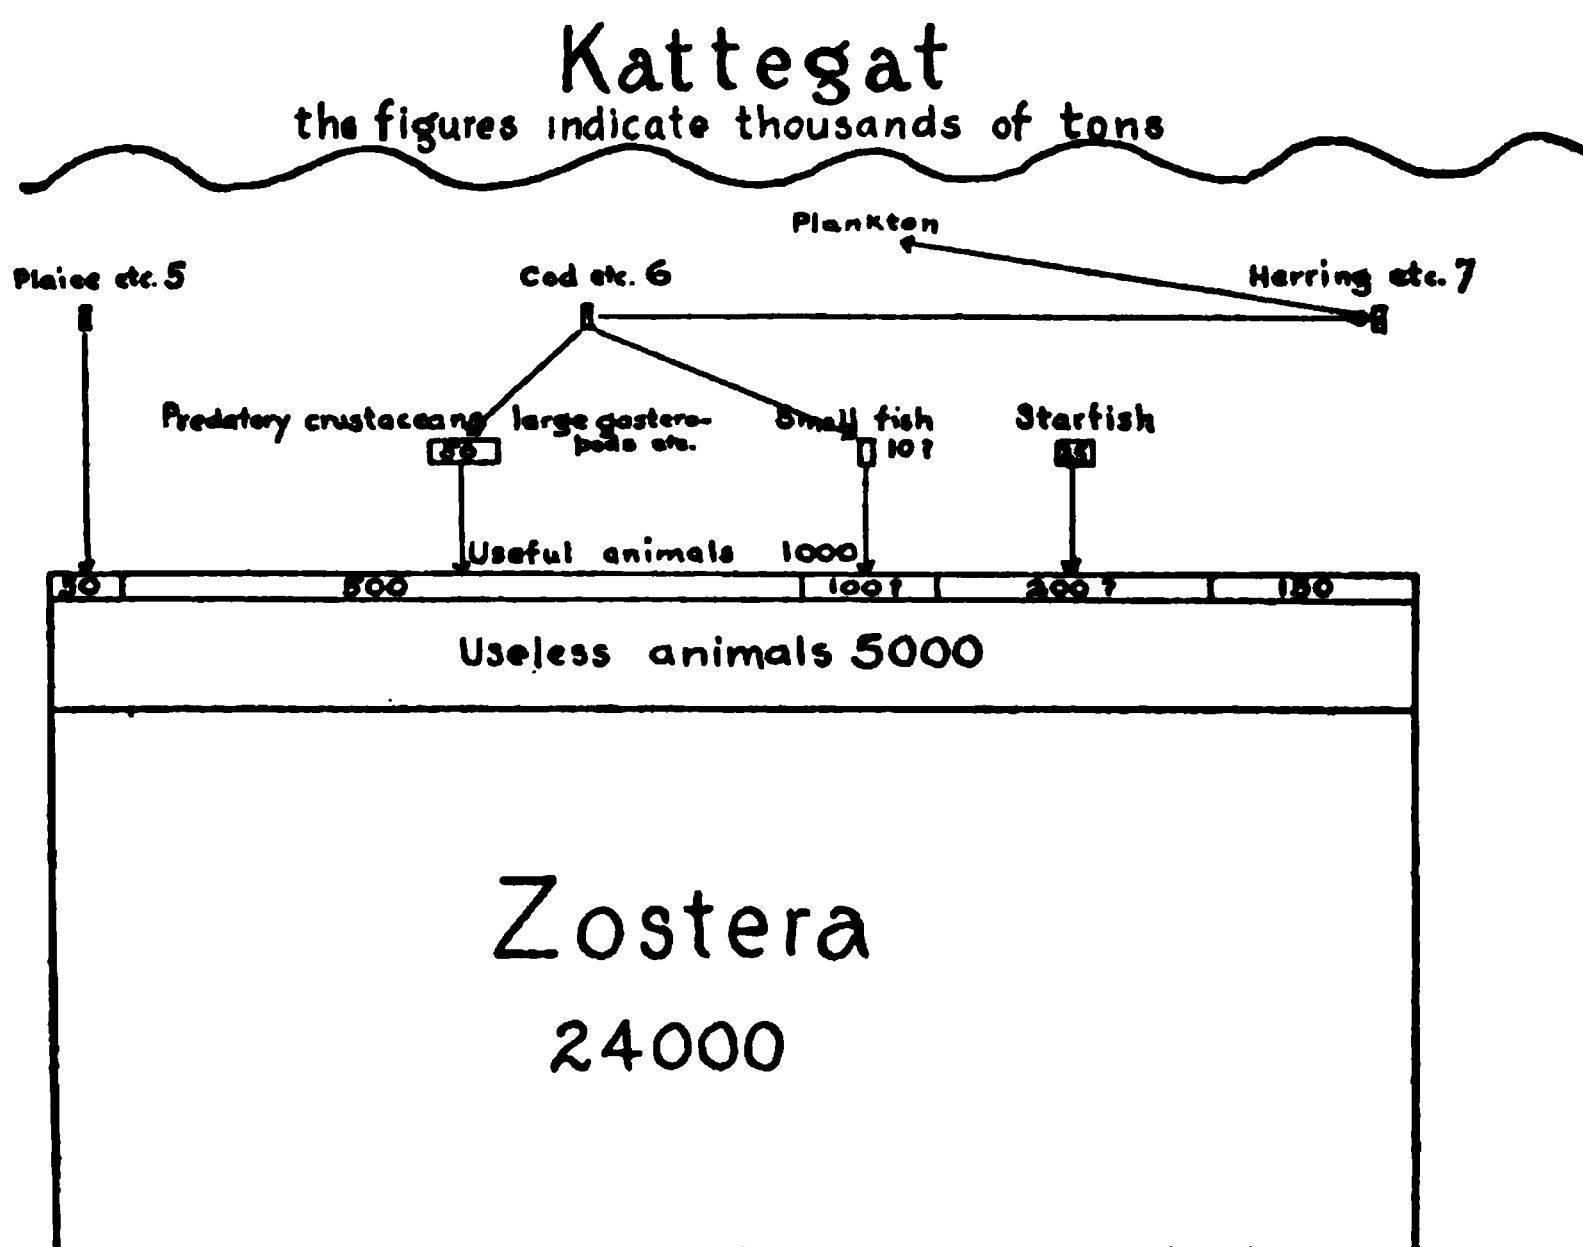 Kattegat
the figures indicate thousands of tons
Plankton
Plaice etc. 5
Cod etc. 6
Herring etc. 7
Predatory crustaceans large gastero-
pods etc.
Small fish
Starfish
50
10?
Useful animals 1000
50 500 100? 200? 150
Useless animals 5000
Zostera
24000